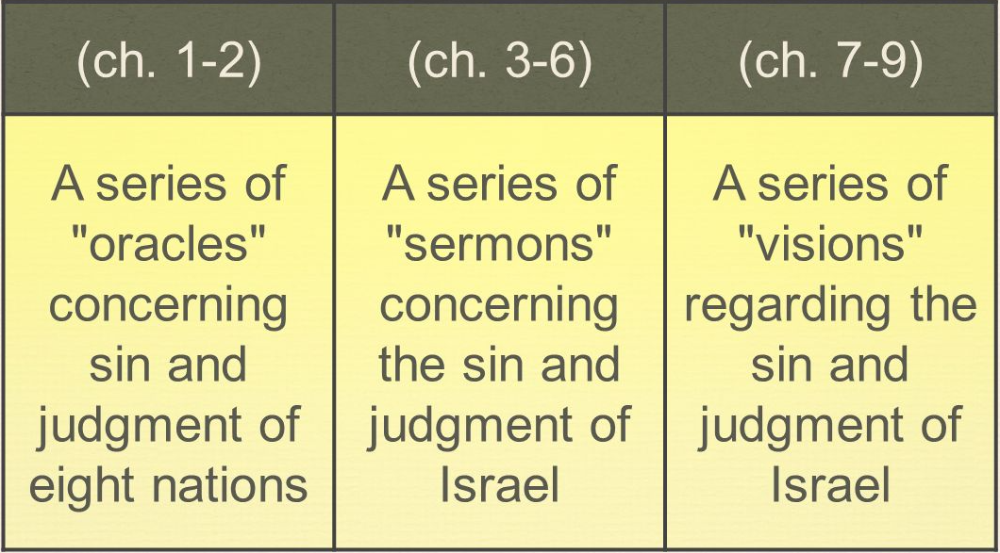 (ch. 1-2)
(ch. 3-6)
(ch. 7-9)
A series of
"oracles"
concerning
sin and
judgment of
eight nations
A series of
"sermons"
concerning
the sin and
judgment of
Israel
A series of
"visions"
regarding the
sin and
judgment of
Israel